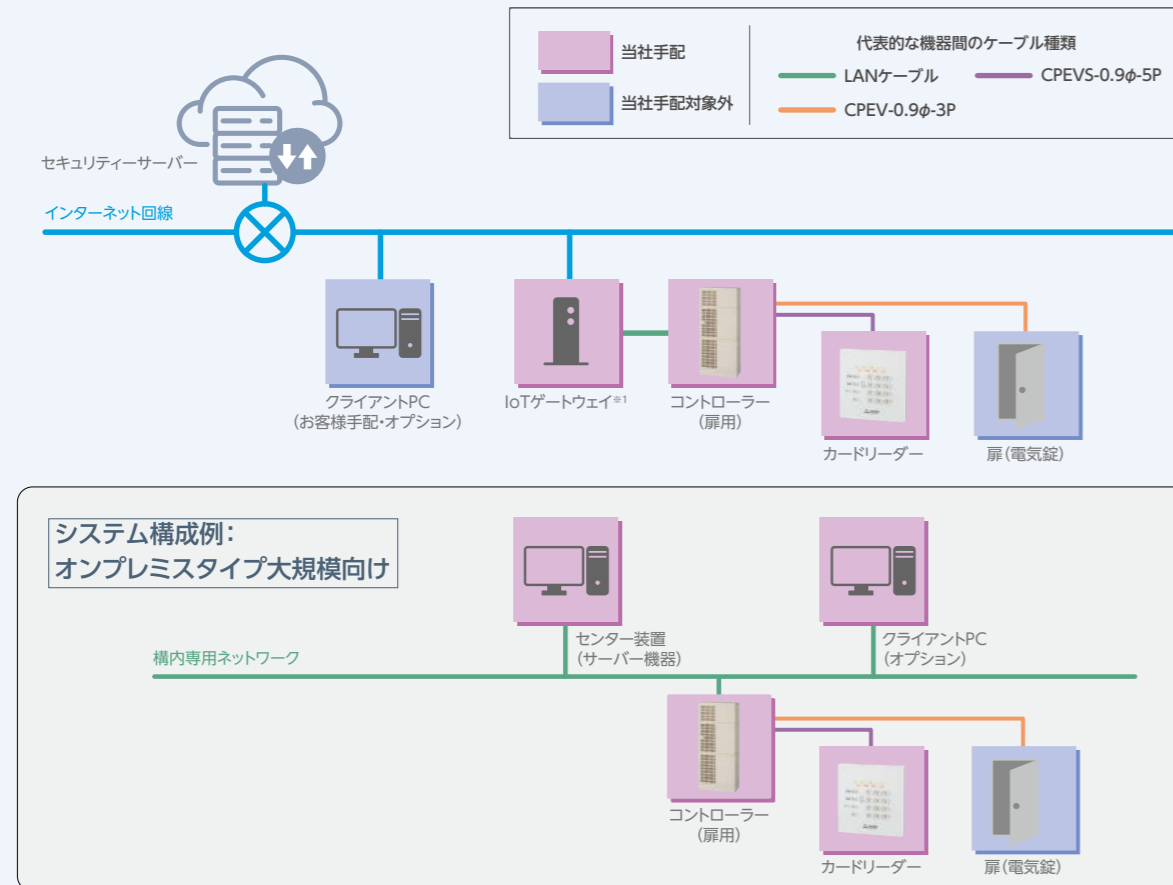 当社手配
当社手配対象外
代表的な機器間のケーブル種類
LANケーブル
CPEVS-0.9φ-5P
CPEV-0.9φ-3P
セキュリティーサーバー
インターネット回線
クライアントPC
(お客様手配・オプション)
IoTゲートウェイ※1
コントローラー
(扉用)
カードリーダー
扉(電気錠)
システム構成例:
オンプレミスタイプ大規模向け
センター装置
(サーバー機器)
クライアントPC
(オプション)
構内専用ネットワーク
コントローラー
(扉用)
カードリーダー
扉(電気錠)